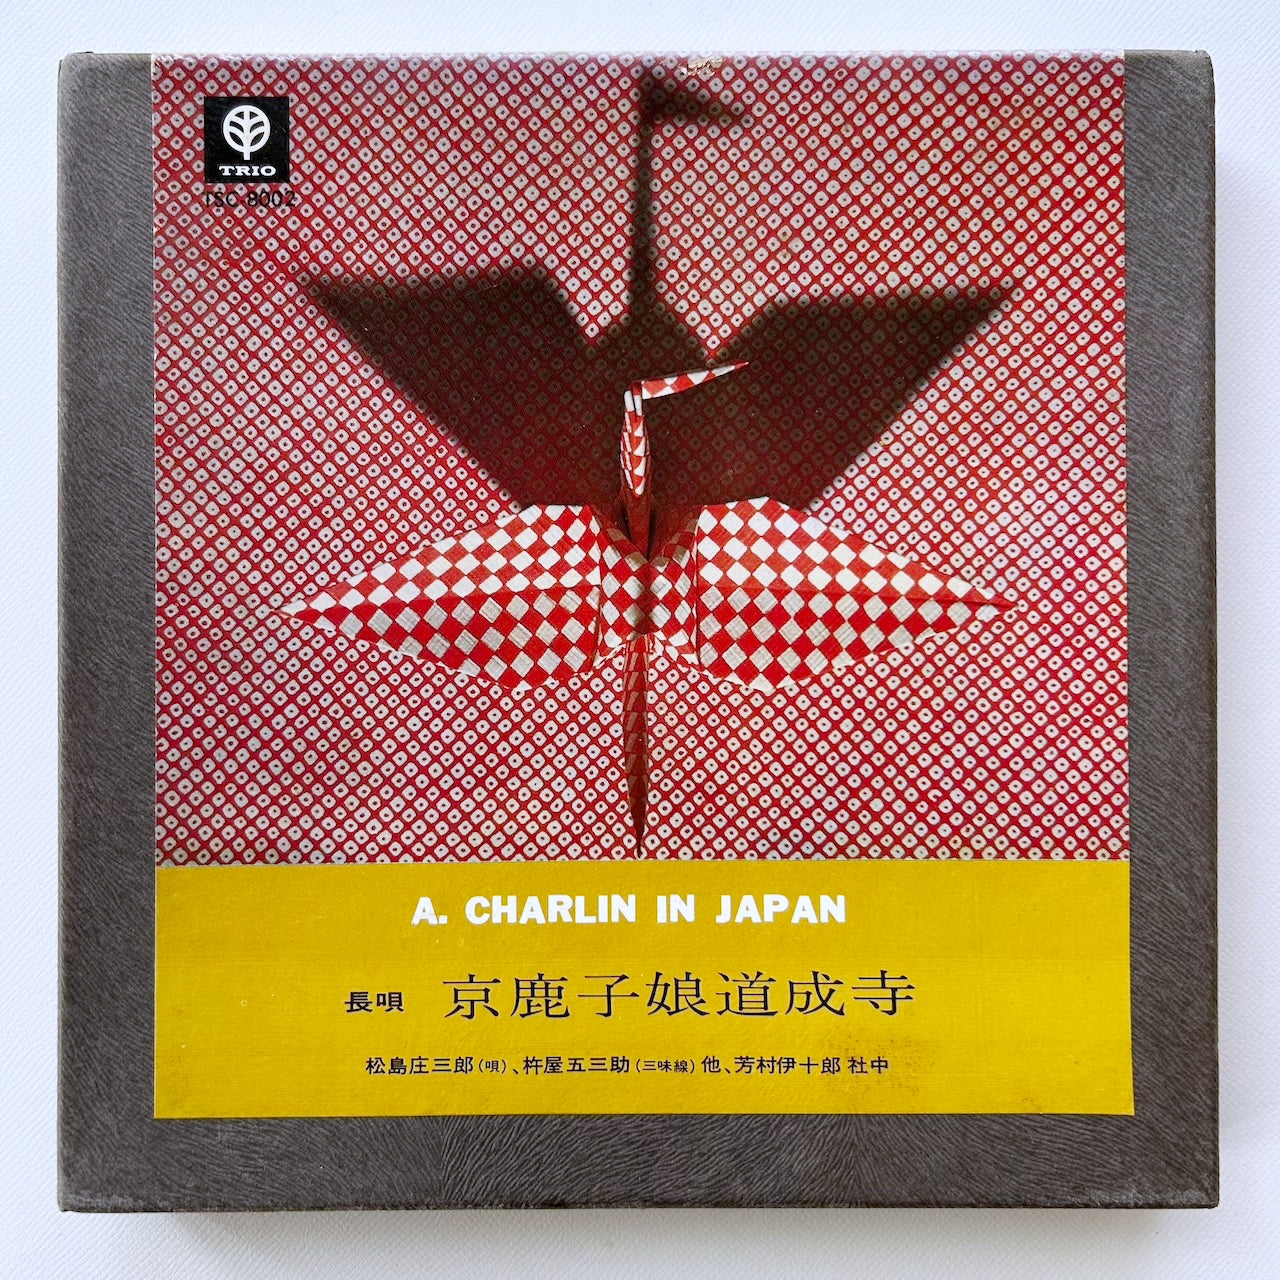 TRIO
TSC 8002
A. CHARLIN IN JAPAN
長唄 京鹿子娘道成寺
松島庄三郎(唄)、杵屋五三助(三味線)他、芳村伊十郎 社中